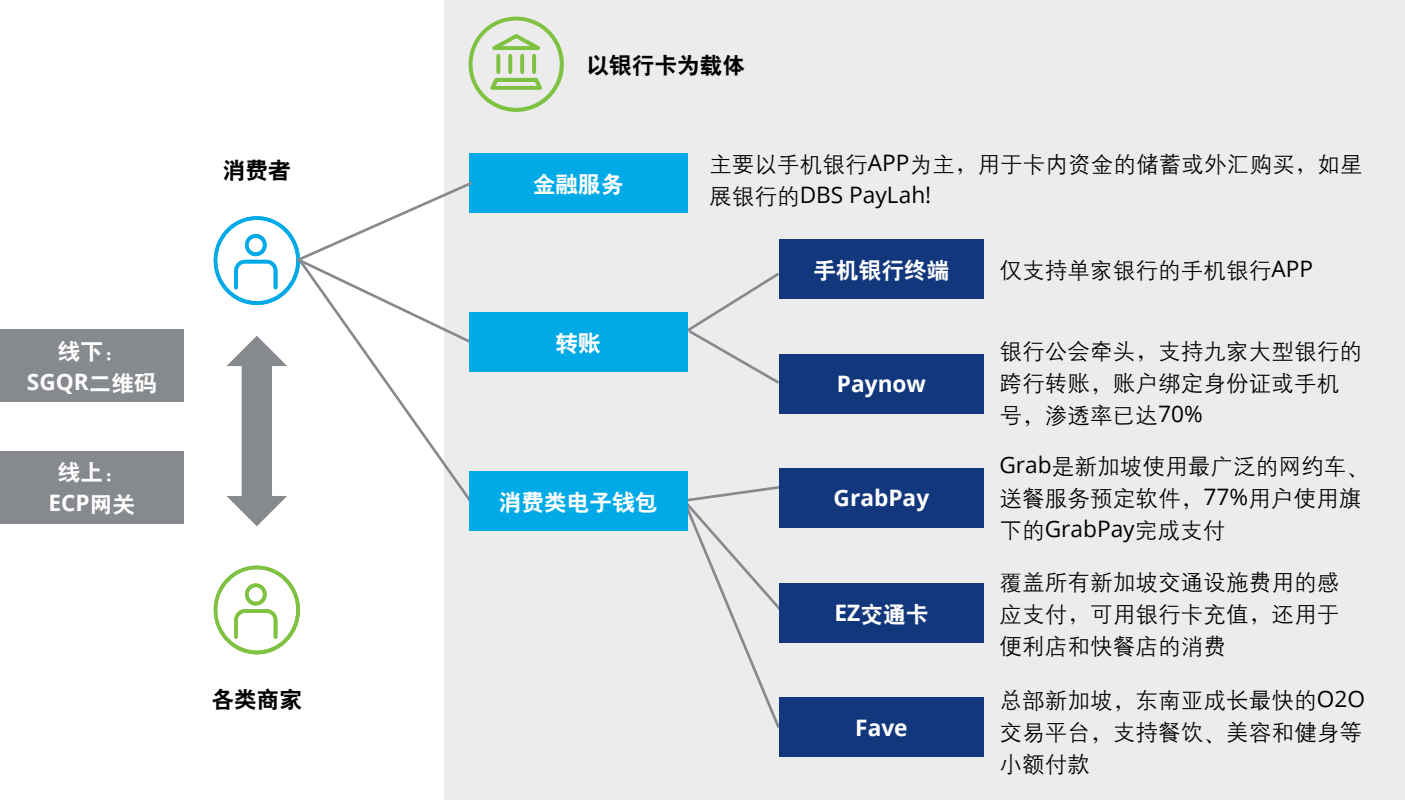 以银行卡为载体
消费者
线下：
SGQR二维码
线上：
ECP网关
各类商家
金融服务
主要以手机银行APP为主，用于卡内资金的储蓄或外汇购买，如星
展银行的DBS PayLah!
转账
手机银行终端
仅支持单家银行的手机银行APP
Paynow
银行公会牵头，支持九家大型银行的
跨行转账，账户绑定身份证或手机
号，渗透率已达70%
消费类电子钱包
GrabPay
Grab是新加坡使用最广泛的网约车、
送餐服务预定软件，77%用户使用旗
下的GrabPay完成支付
EZ交通卡
覆盖所有新加坡交通设施费用的感
应支付，可用银行卡充值，还用于
便利店和快餐店的消费
Fave
总部新加坡，东南亚成长最快的O2O
交易平台，支持餐饮、美容和健身等
小额付款